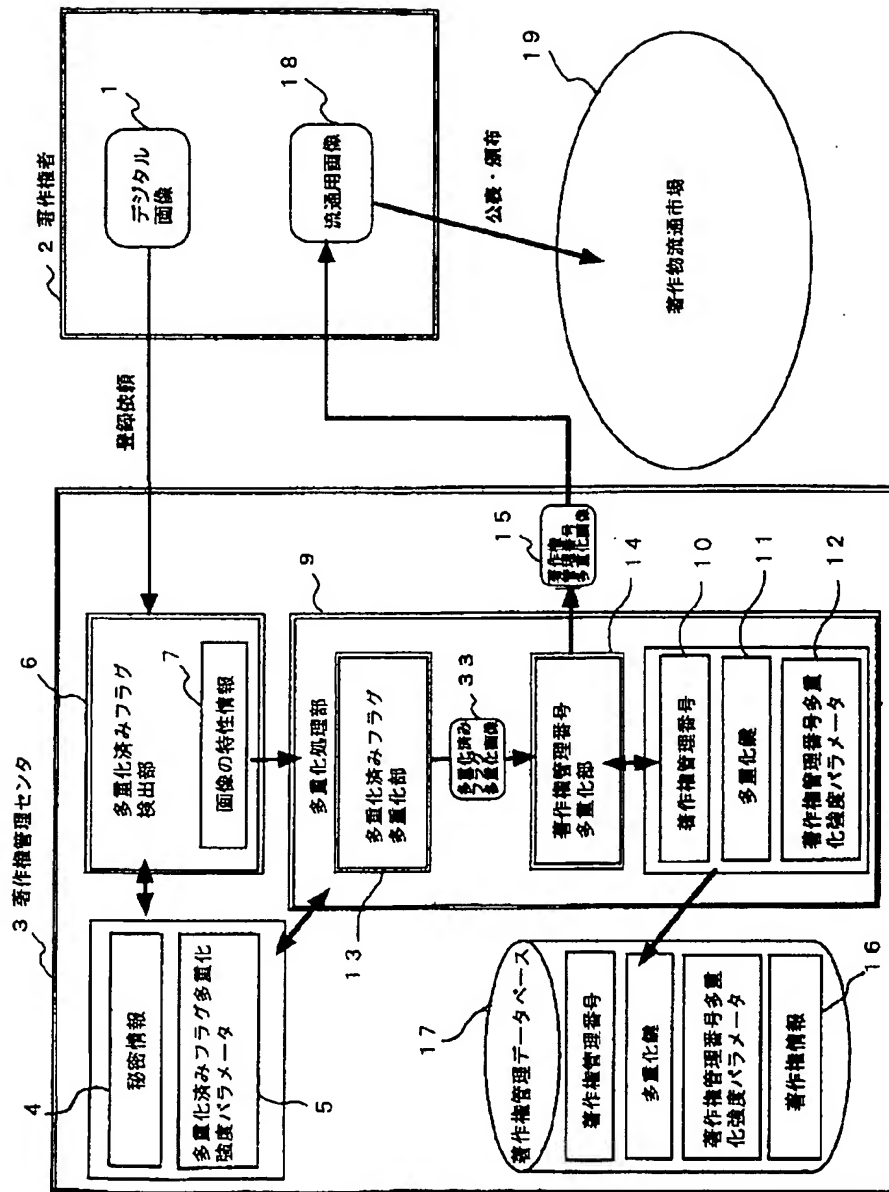 3 著作権管理センタ
4
秘密情報
多重化済みフラグ多重化
強度パラメータ
5
6
多重化済みフラグ
検出部
7
画像の特性情報
登録依頼
2 著作権者
1
デジタル
画像
18
流通用画像
公表・頒布
19
著作物流通市場
9
多重化処理部
多重化済みフラグ
多重化部
13
33
多重化済み
フラグ
多重化画像
著作権管理番号
多重化部
14
15
著作権
管理番号
多重化画像
10
著作権管理番号
11
多重化鍵
12
著作権管理番号多重
化強度パラメータ
17
著作権管理データベース
著作権管理番号
多重化鍵
著作権管理番号多重
化強度パラメータ
著作権情報
16